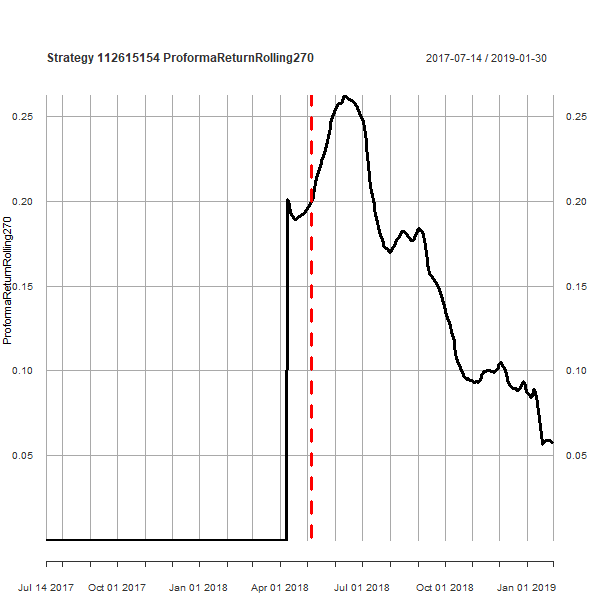 Strategy 112615154 ProformaReturnRolling270
2017-07-14 / 2019-01-30
ProformaReturnRolling270
0.25
0.20
0.15
0.10
0.05
0.25
0.20
0.15
0.10
0.05
Jul 14 2017
Oct 01 2017
Jan 01 2018
Apr 01 2018
Jul 01 2018
Oct 01 2018
Jan 01 2019